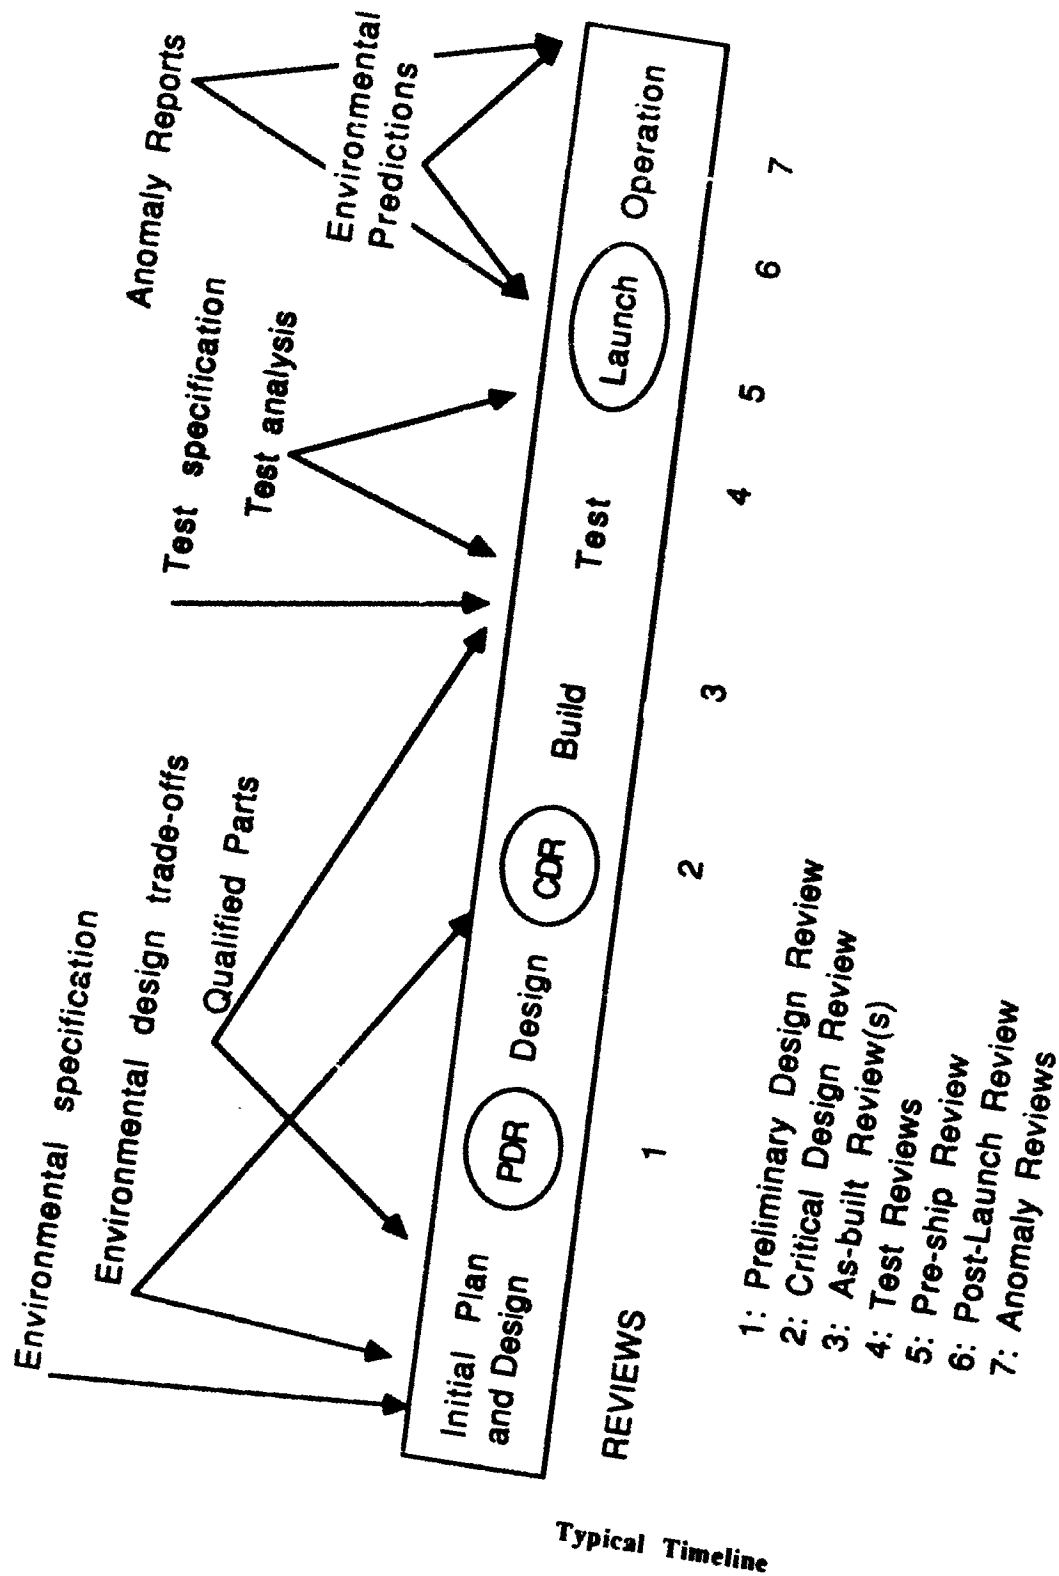 Environmental specification
Environmental design trade-offs
Qualified Parts
Test specification
Test analysis
Anomaly Reports
Environmental
Predictions
Initial Plan
and Design
PDR
Design
CDR
Build
Test
Launch
Operation
REVIEWS
1
2
3
4
5
6
7
1: Preliminary Design Review
2: Critical Design Review
3: As-built Review(s)
4: Test Reviews
5: Pre-ship Review
6: Post-Launch Review
7: Anomaly Reviews
Typical Timeline